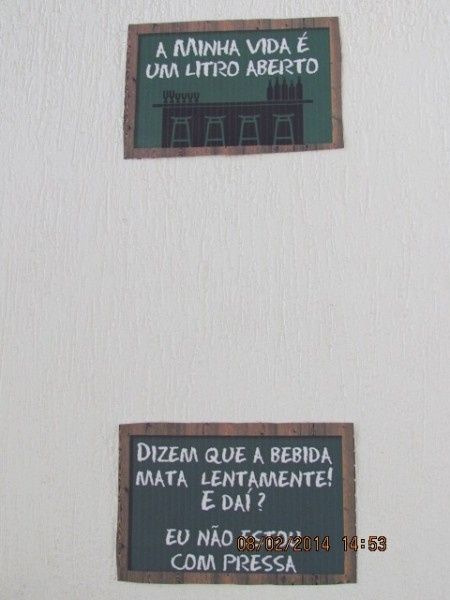 A MINHA VIDA É
UM LITRO ABERTO
DIZEM QUE A BEBIDA
MATA LENTAMENTE!
E DAÍ?
EU NÃO ESTOU
COM PRESSA
08/02/2014 14:53